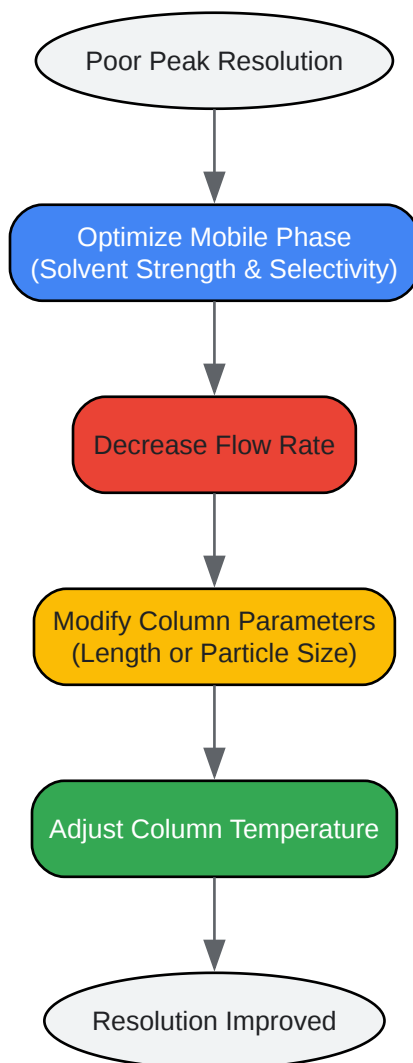 Poor Peak Resolution
Optimize Mobile Phase
(Solvent Strength & Selectivity)
Decrease Flow Rate
Modify Column Parameters
(Length or Particle Size)
Adjust Column Temperature
Resolution Improved